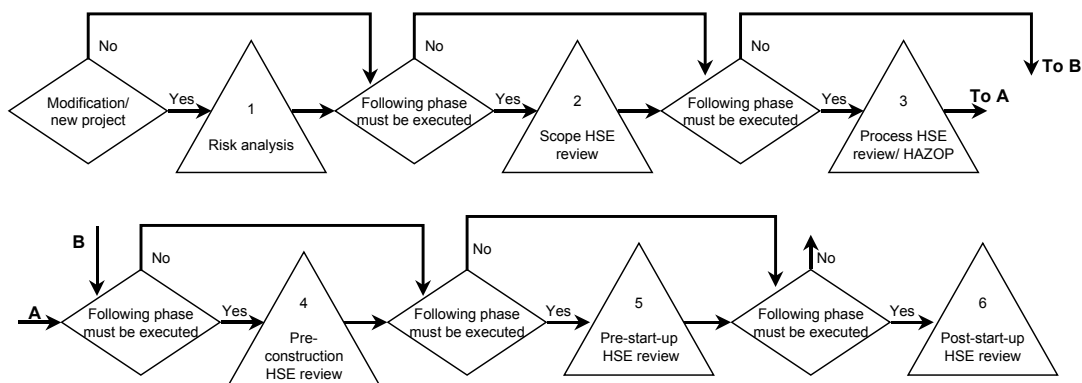 No
No
No
To B
Modification/
new project
Yes
1
Risk analysis
Following phase
must be executed
Yes
2
Scope HSE
review
Following phase
must be executed
Yes
3
Process HSE
review/ HAZOP
To A
B
No
No
No
A
Following phase
must be executed
Yes
4
Pre-
construction
HSE review
Following phase
must be executed
Yes
5
Pre-start-up
HSE review
Following phase
must be executed
Yes
6
Post-start-up
HSE review